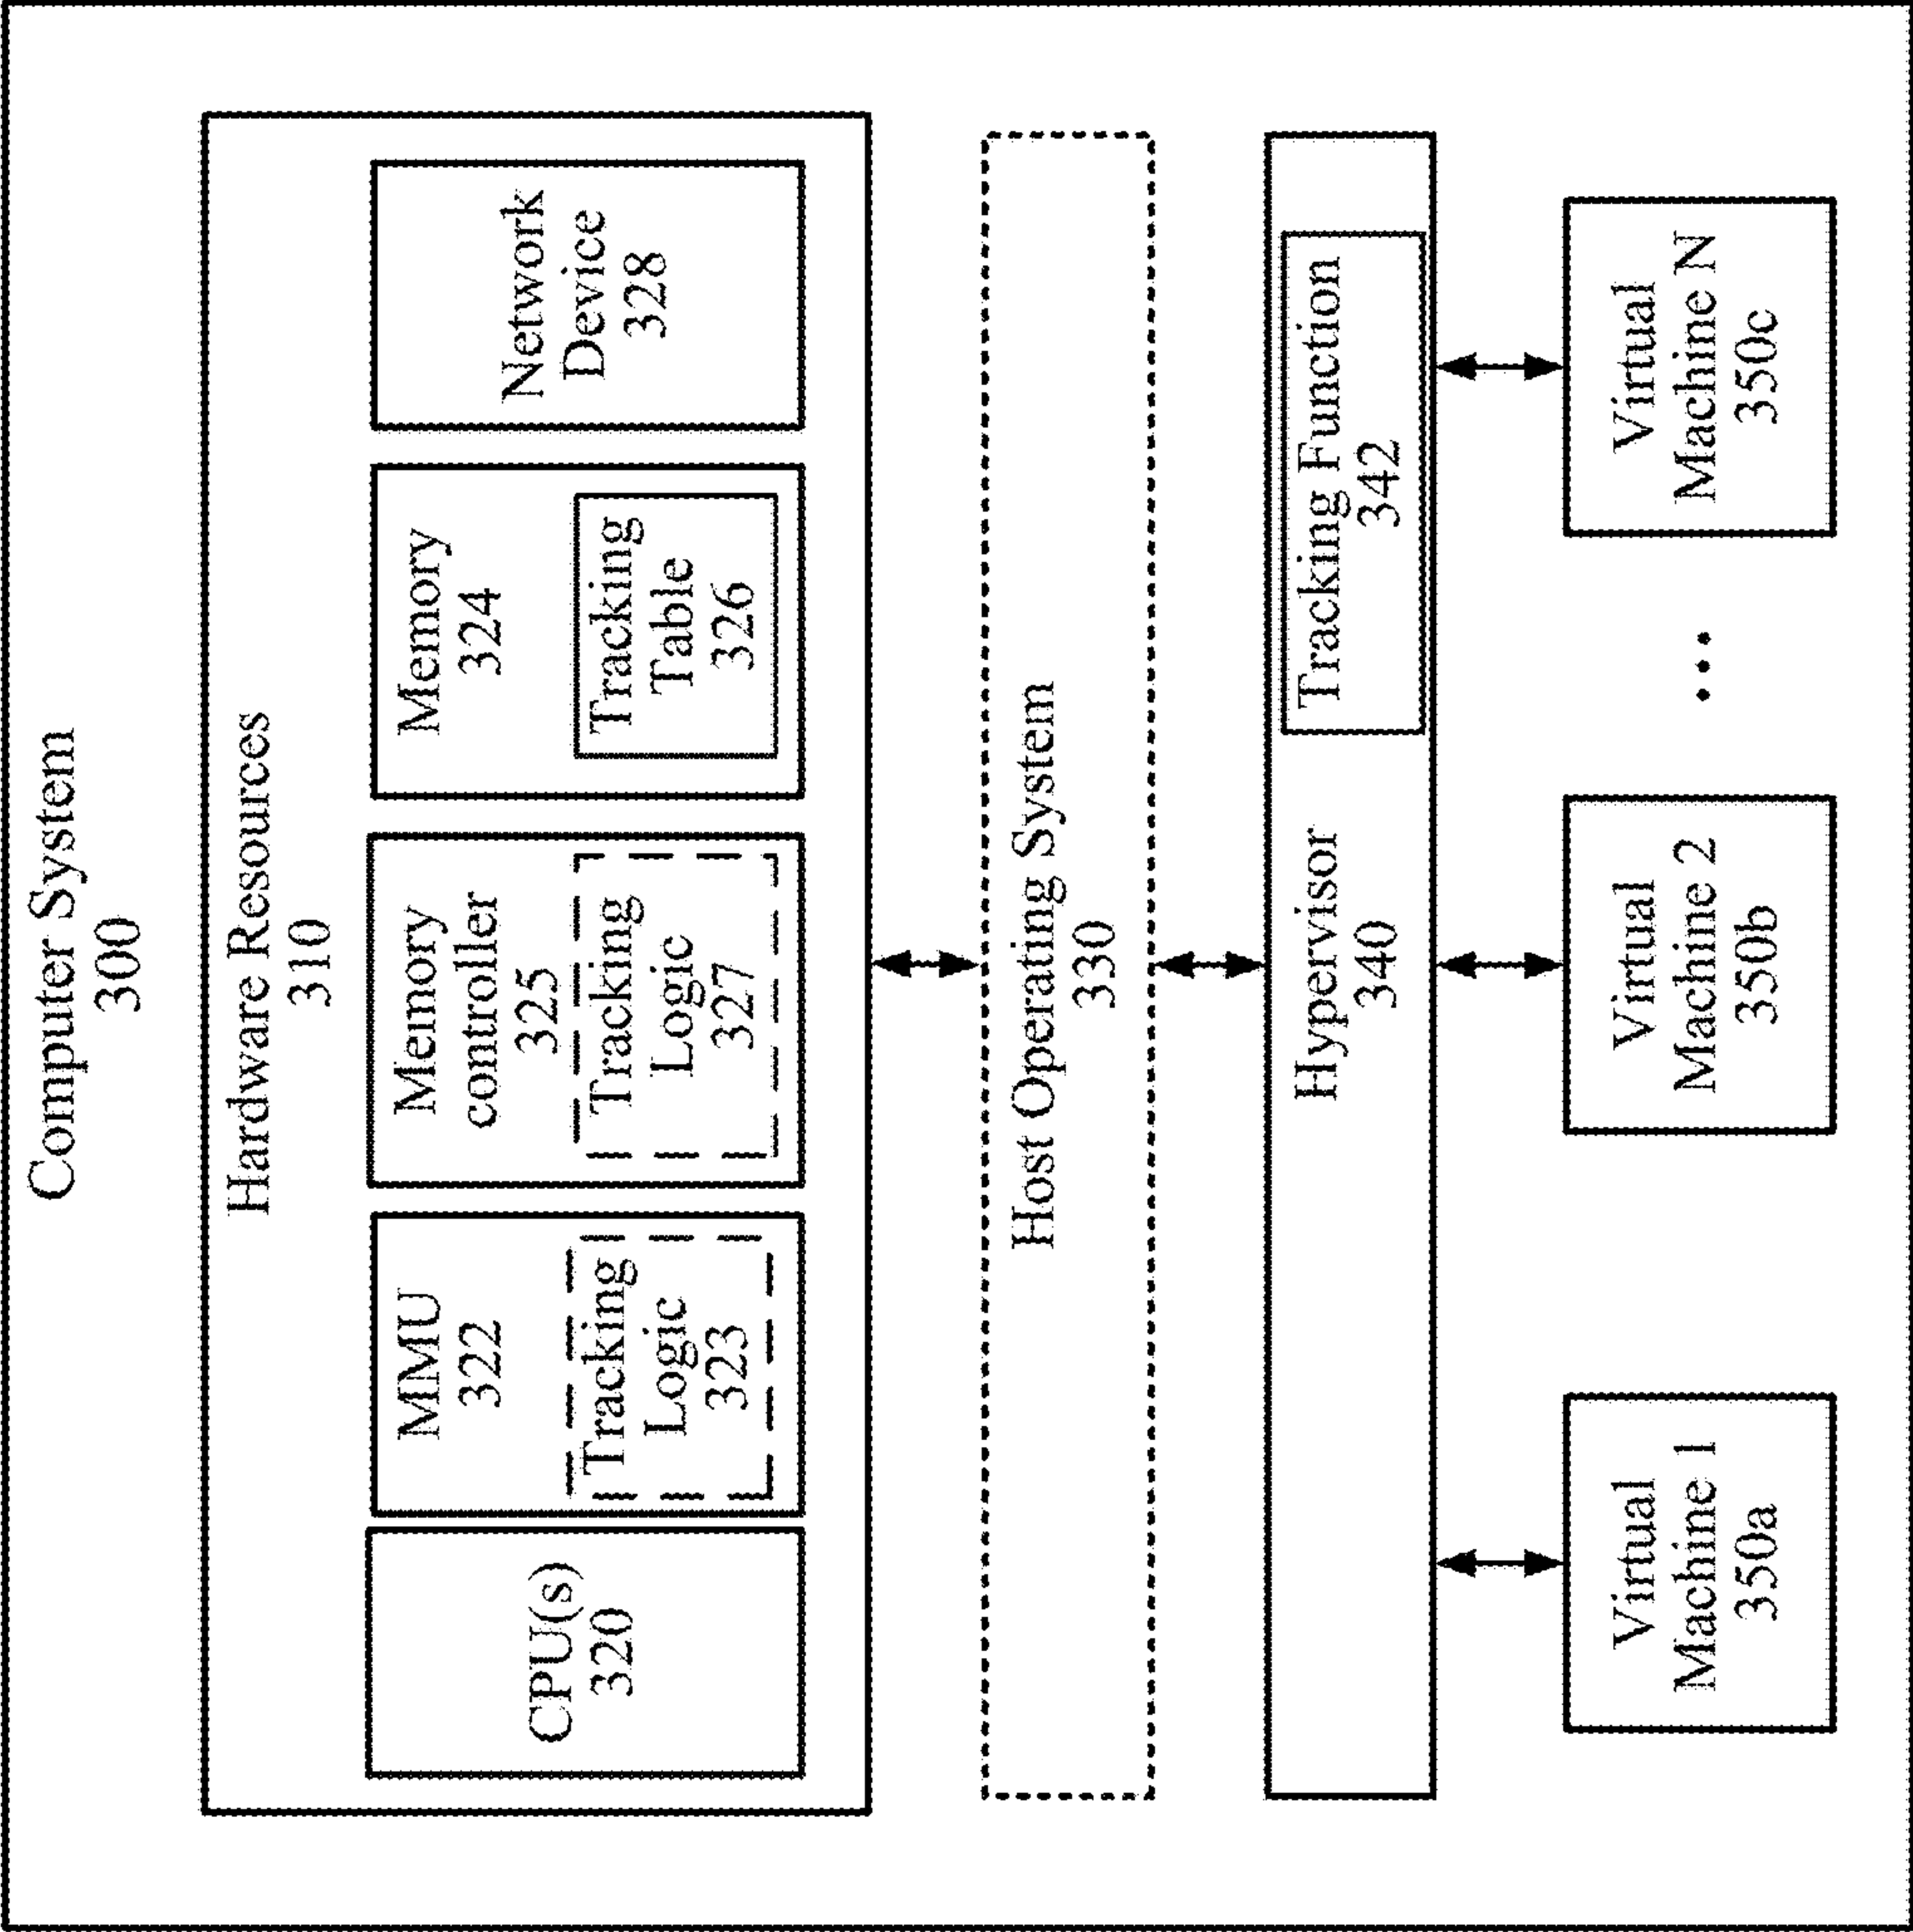 Computer System
300
Hardware Resources
310
CPU(s)
320
MMU
322
Tracking
Logic
323
Memory
controller
325
Tracking
Logic
327
Memory
324
Tracking
Table
326
Network
Device
328
Host Operating System
330
Hypervisor
340
Tracking Function
342
Virtual
Machine 1
350a
Virtual
Machine 2
350b
...
Virtual
Machine N
350c